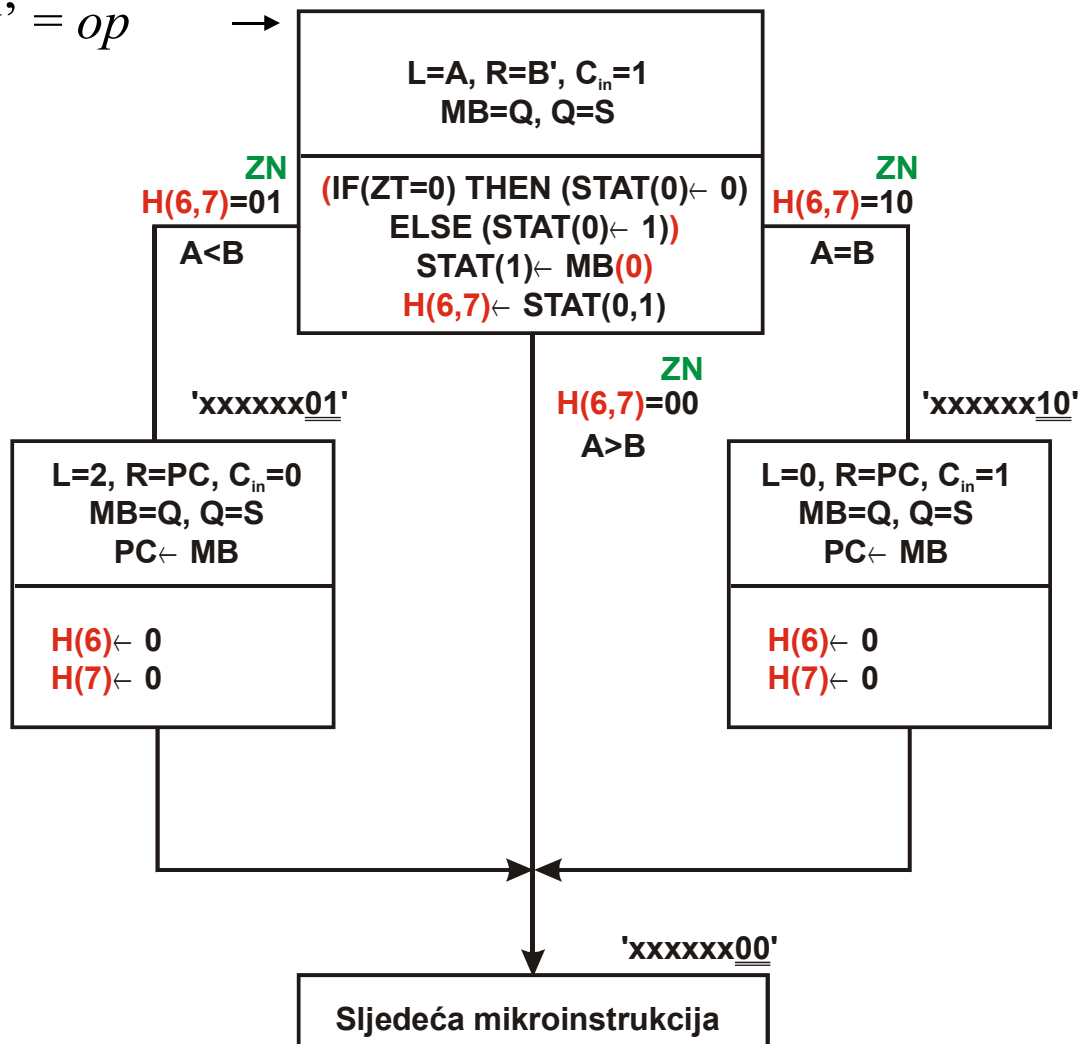 = op
L=A, R=B', Cin=1
MB=Q, Q=S
ZN
H(6,7)=01
A<B
(IF(ZT=0) THEN (STAT(0)← 0)
ELSE (STAT(0)← 1))
STAT(1)← MB(0)
H(6,7)← STAT(0,1)
ZN
H(6,7)=10
A=B
ZN
H(6,7)=00
A>B
'xxxxxx01'
L=2, R=PC, Cin=0
MB=Q, Q=S
PC← MB
H(6)← 0
H(7)← 0
'xxxxxx10'
L=0, R=PC, Cin=1
MB=Q, Q=S
PC← MB
H(6)← 0
H(7)← 0
'xxxxxx00'
Sljedeća mikroinstrukcija